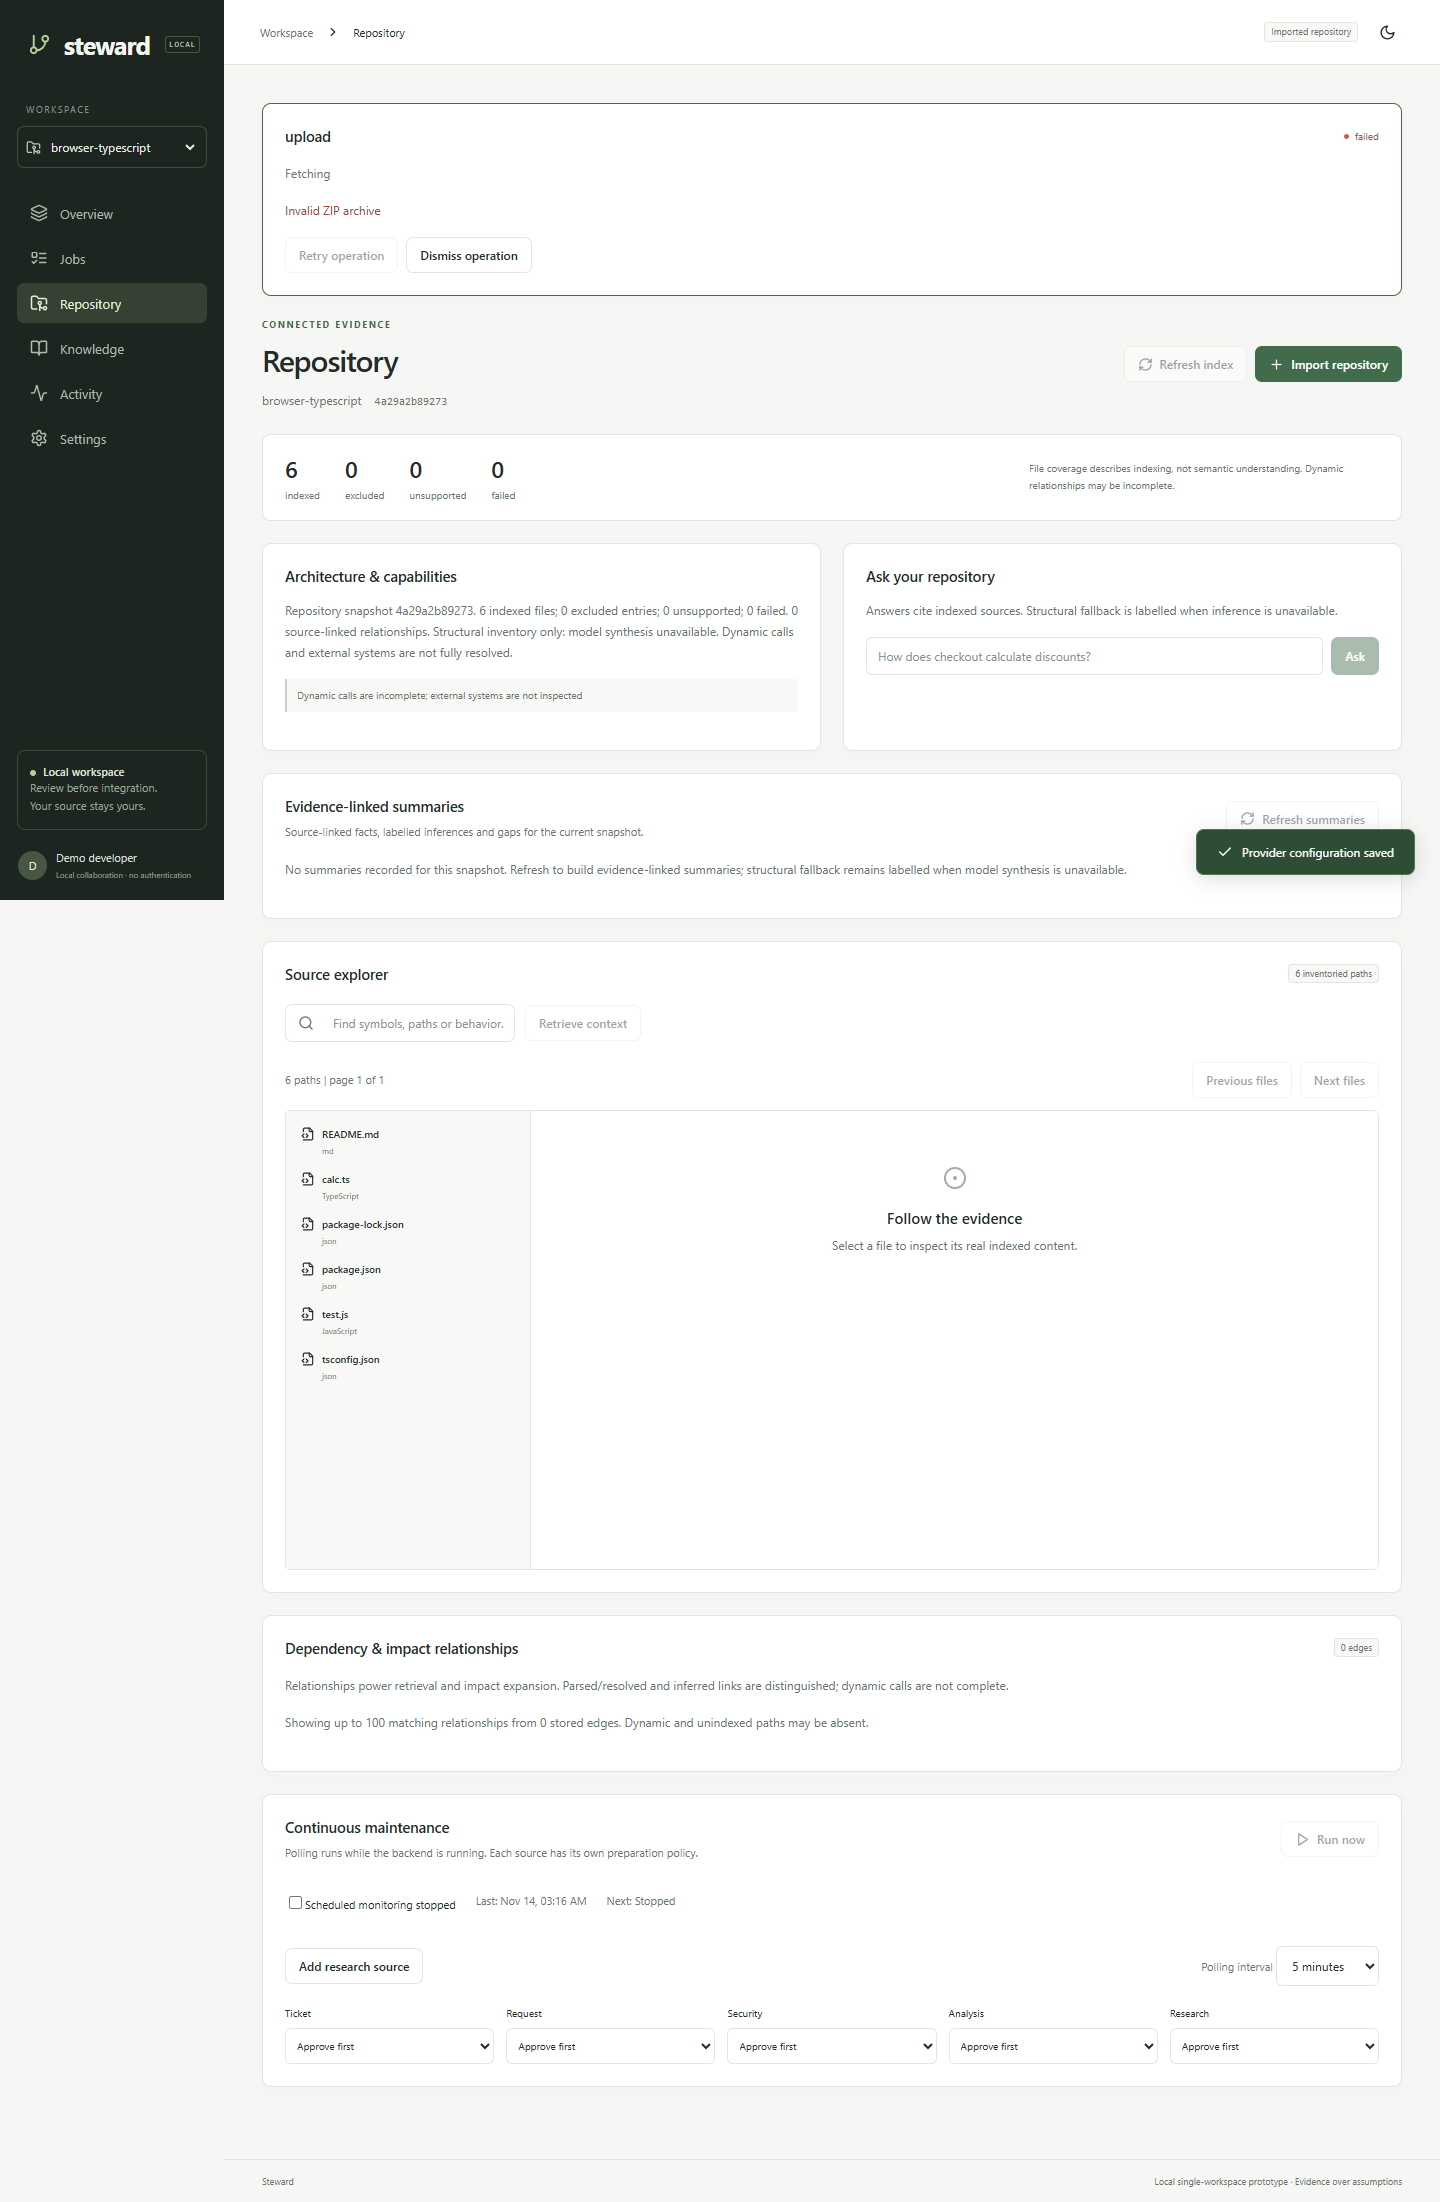 steward
LOCAL
WORKSPACE
browser-typescript
Overview
Jobs
Repository
Knowledge
Activity
Settings
Local workspace
Review before integration.
Your source stays yours.
D
Demo developer
Local collaboration · no authentication
Workspace
Repository
Imported repository
upload
failed
Fetching
Invalid ZIP archive
Retry operation
Dismiss operation
CONNECTED EVIDENCE
Repository
Refresh index
Import repository
browser-typescript 4a29a2b89273
6
indexed
0
excluded
0
unsupported
0
failed
File coverage describes indexing, not semantic understanding. Dynamic
relationships may be incomplete.
Architecture & capabilities
Repository snapshot 4a29a2b89273. 6 indexed files; 0 excluded entries; 0 unsupported; 0 failed. 0
source-linked relationships. Structural inventory only: model synthesis unavailable. Dynamic calls
and external systems are not fully resolved.
Dynamic calls are incomplete; external systems are not inspected
Ask your repository
Answers cite indexed sources. Structural fallback is labelled when inference is unavailable.
How does checkout calculate discounts?
Ask
Evidence-linked summaries
Source-linked facts, labelled inferences and gaps for the current snapshot.
Refresh summaries
Provider configuration saved
No summaries recorded for this snapshot. Refresh to build evidence-linked summaries; structural fallback remains labelled when model synthesis is unavailable.
Source explorer
6 inventoried paths
Find symbols, paths or behavior.
Retrieve context
6 paths | page 1 of 1
Previous files
Next files
README.md
md
calc.ts
TypeScript
package-lock.json
json
package.json
json
test.js
JavaScript
tsconfig.json
json
Follow the evidence
Select a file to inspect its real indexed content.
Dependency & impact relationships
0 edges
Relationships power retrieval and impact expansion. Parsed/resolved and inferred links are distinguished; dynamic calls are not complete.
Showing up to 100 matching relationships from 0 stored edges. Dynamic and unindexed paths may be absent.
Continuous maintenance
Polling runs while the backend is running. Each source has its own preparation policy.
Run now
Scheduled monitoring stopped
Last: Nov 14, 03:16 AM
Next: Stopped
Add research source
Polling interval
5 minutes
Ticket
Approve first
Request
Approve first
Security
Approve first
Analysis
Approve first
Research
Approve first
Steward
Local single-workspace prototype · Evidence over assumptions